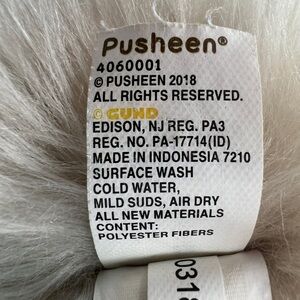 Pusheen®
4060001
© PUSHEEN 2018
ALL RIGHTS RESERVED.
© GUND
EDISON, NJ REG. PA3
REG. NO. PA-17714(ID)
MADE IN INDONESIA 7210
SURFACE WASH
COLD WATER,
MILD SUDS, AIR DRY
ALL NEW MATERIALS
CONTENT:
POLYESTER FIBERS